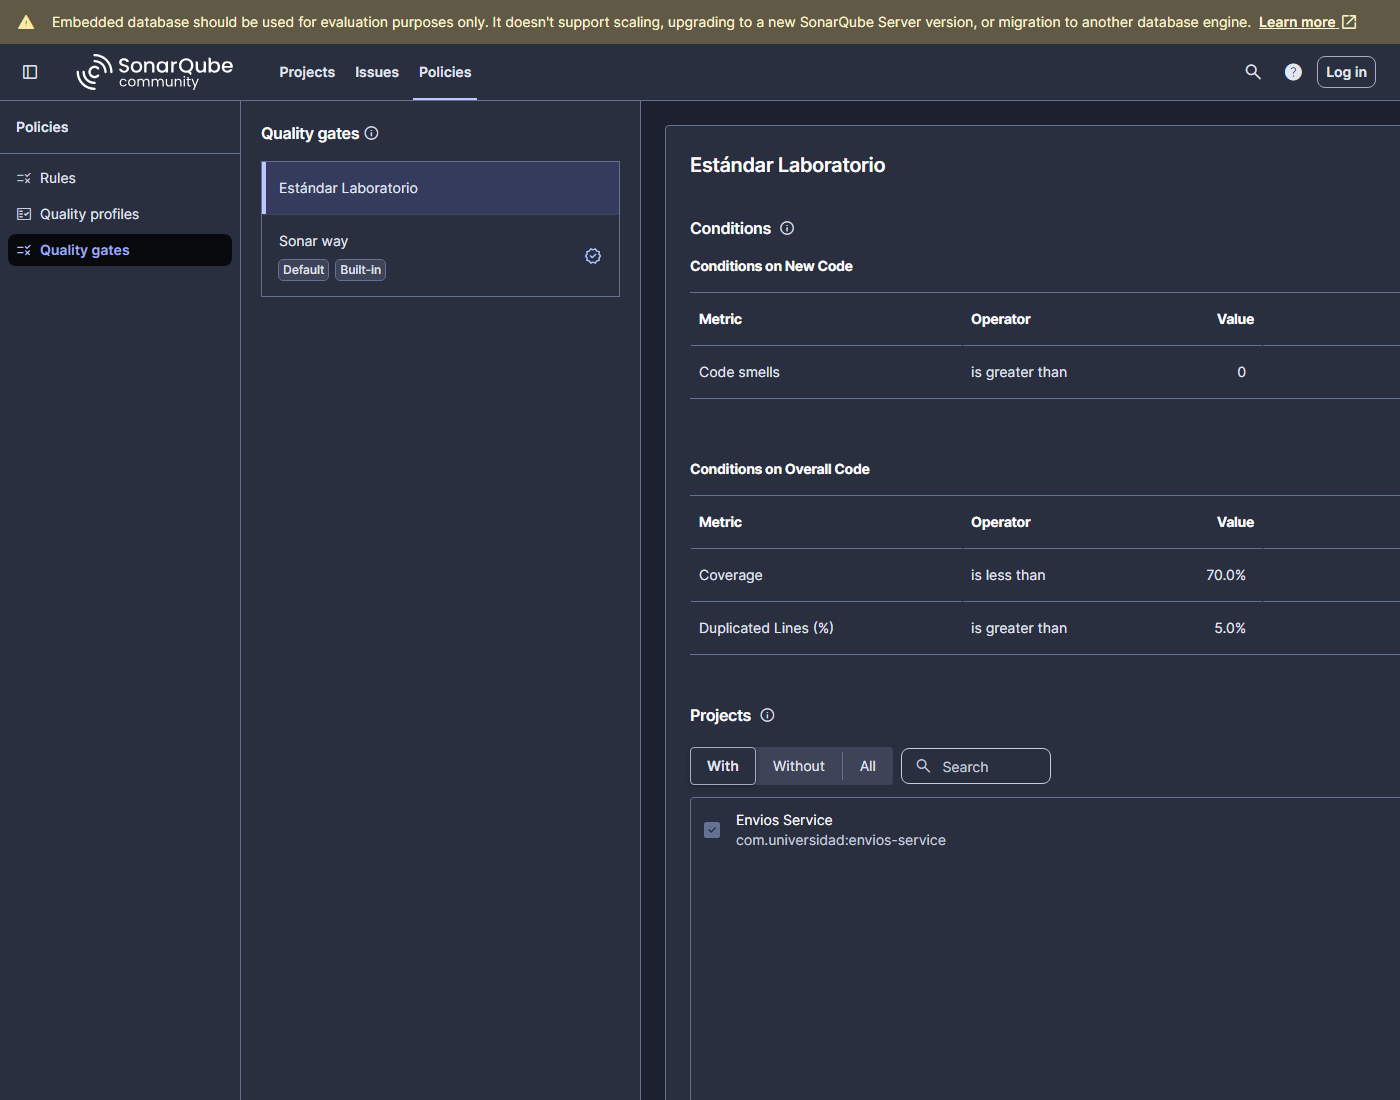 Embedded database should be used for evaluation purposes only. It doesn't support scaling, upgrading to a new SonarQube Server version, or migration to another database engine. Learn more
SonarQube community
Projects
Issues
Policies
?
Log in
Policies
Rules
Quality profiles
Quality gates
Quality gates
Estándar Laboratorio
Sonar way
Default Built-in
Estándar Laboratorio
Conditions
Conditions on New Code
Metric Operator Value
Code smells is greater than 0
Conditions on Overall Code
Metric Operator Value
Coverage is less than 70.0%
Duplicated Lines (%) is greater than 5.0%
Projects
With Without All Search
Envios Service
com.universidad:envios-service